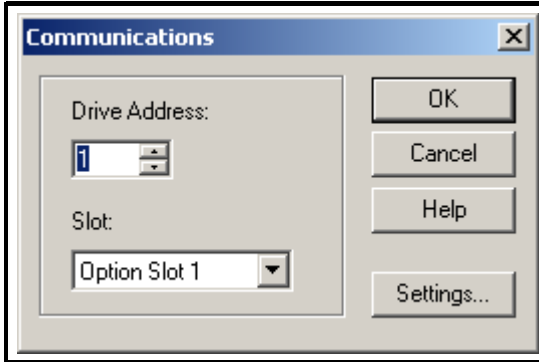 Communications
Drive Address:
1
Slot:
Option Slot 1
OK
Cancel
Help
Settings...